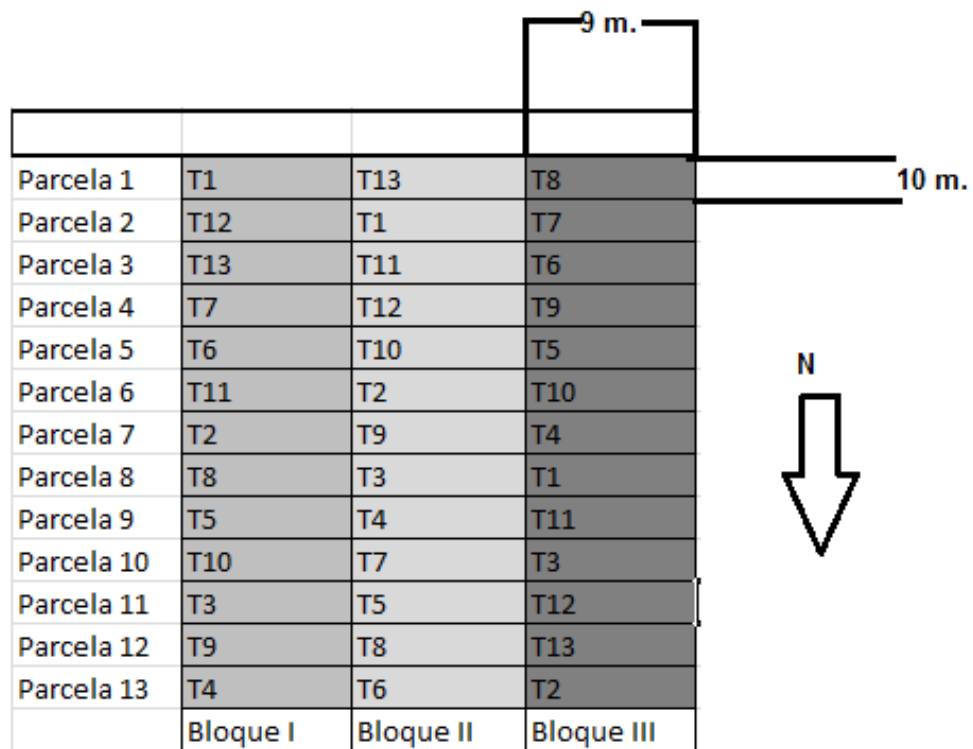 9 m.
Parcela 1 T1 T13 T8 10 m.
Parcela 2 T12 T1 T7
Parcela 3 T13 T11 T6
Parcela 4 T7 T12 T9
Parcela 5 T6 T10 T5
N
Parcela 6 T11 T2 T10
Parcela 7 T2 T9 T4
Parcela 8 T8 T3 T1
Parcela 9 T5 T4 T11
Parcela 10 T10 T7 T3
Parcela 11 T3 T5 T12
Parcela 12 T9 T8 T13
Parcela 13 T4 T6 T2
Bloque I Bloque II Bloque III